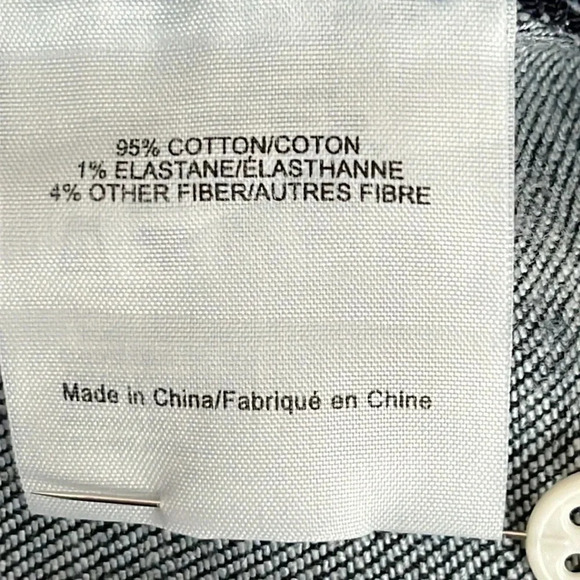 95% COTTON/COTON
1% ELASTANE/ÉLASTHANNE
4% OTHER FIBER/AUTRES FIBRE
Made in China/Fabriqué en Chine